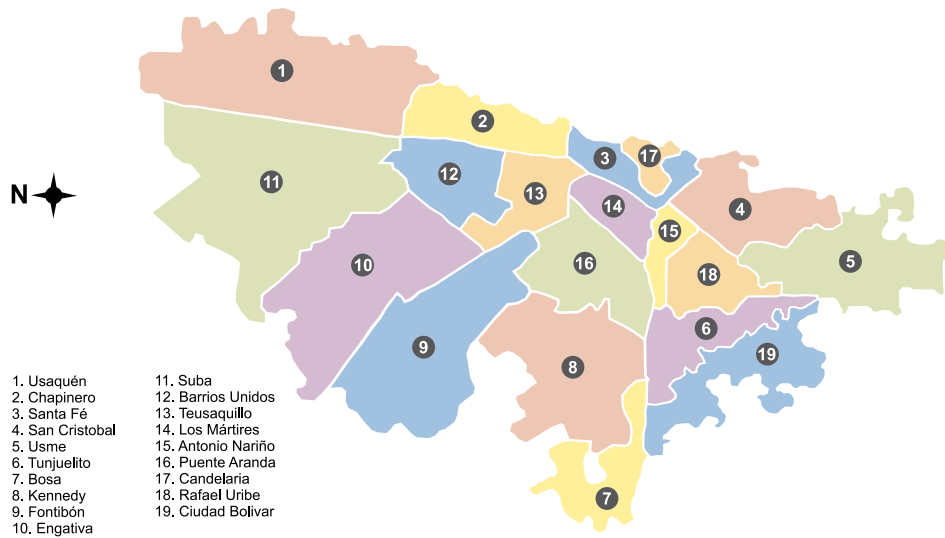 1
2
3
17
12
11
13
14
4
15
N
10
16
5
18
6
9
8
19
7
1. Usaquén
2. Chapinero
3. Santa Fé
4. San Cristobal
5. Usme
6. Tunjuelito
7. Bosa
8. Kennedy
9. Fontibón
10. Engativa
11. Suba
12. Barrios Unidos
13. Teusaquillo
14. Los Mártires
15. Antonio Nariño
16. Puente Aranda
17. Candelaria
18. Rafael Uribe
19. Ciudad Bolivar